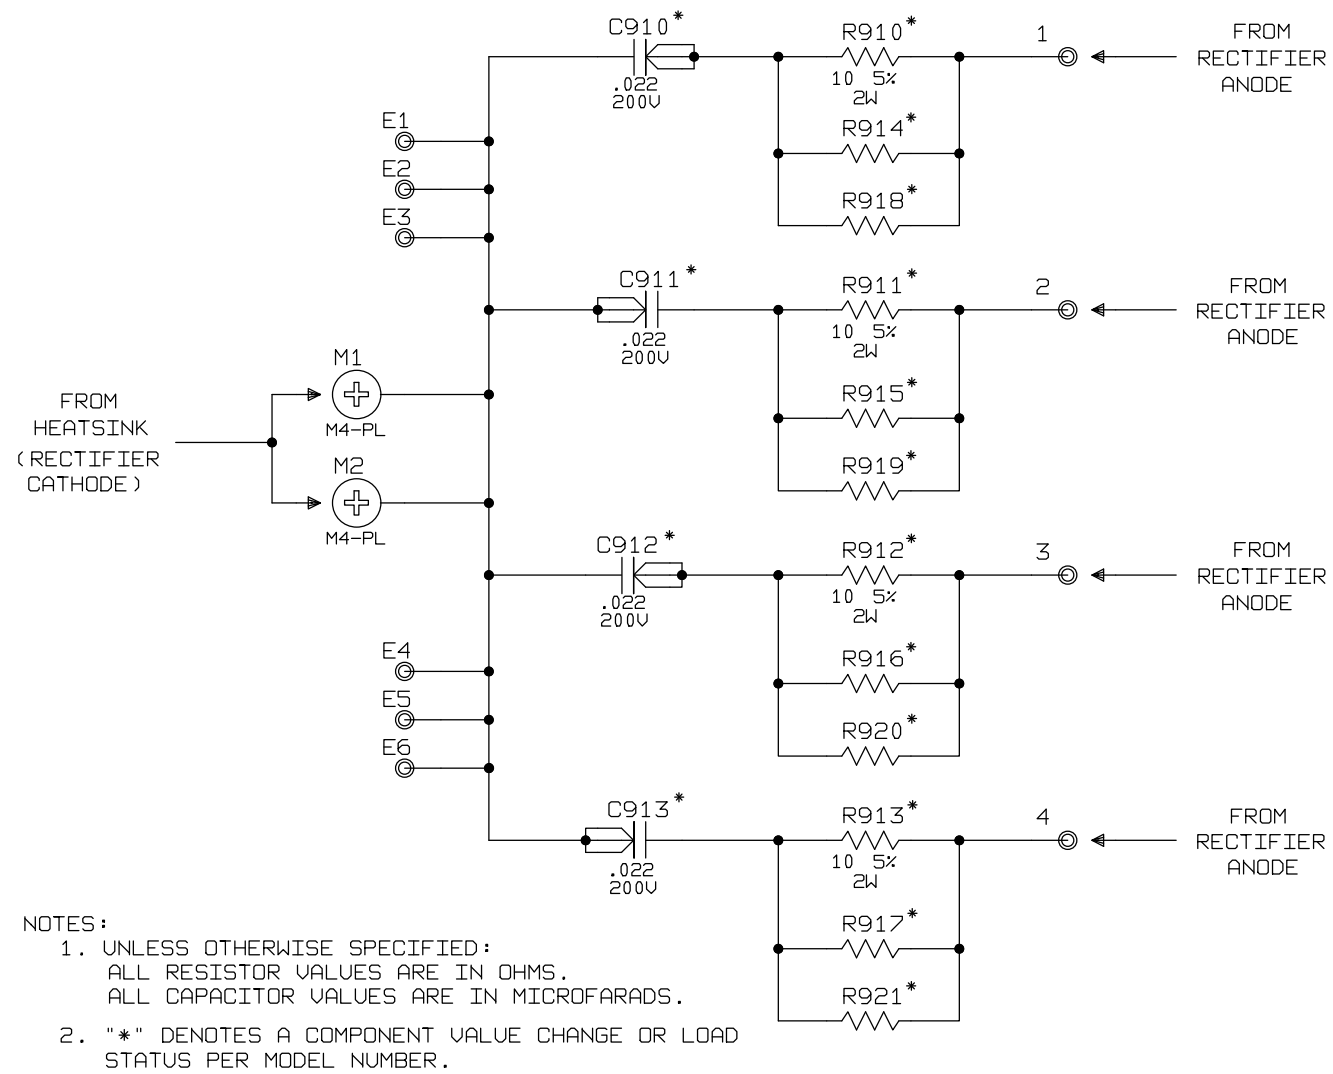 C910*
.022
200V
R910*
10 5%
2W
1
FROM
RECTIFIER
ANODE
R914*
R918*
E1
E2
E3
C911*
.022
200V
R911*
10 5%
2W
2
FROM
RECTIFIER
ANODE
R915*
R919*
M1
M4-PL
FROM
HEATSINK
(RECTIFIER
CATHODE)
M2
M4-PL
C912*
.022
200V
R912*
10 5%
2W
3
FROM
RECTIFIER
ANODE
R916*
R920*
E4
E5
E6
C913*
.022
200V
R913*
10 5%
2W
4
FROM
RECTIFIER
ANODE
R917*
R921*
NOTES:
1. UNLESS OTHERWISE SPECIFIED:
ALL RESISTOR VALUES ARE IN OHMS.
ALL CAPACITOR VALUES ARE IN MICROFARADS.
2. "*" DENOTES A COMPONENT VALUE CHANGE OR LOAD
STATUS PER MODEL NUMBER.